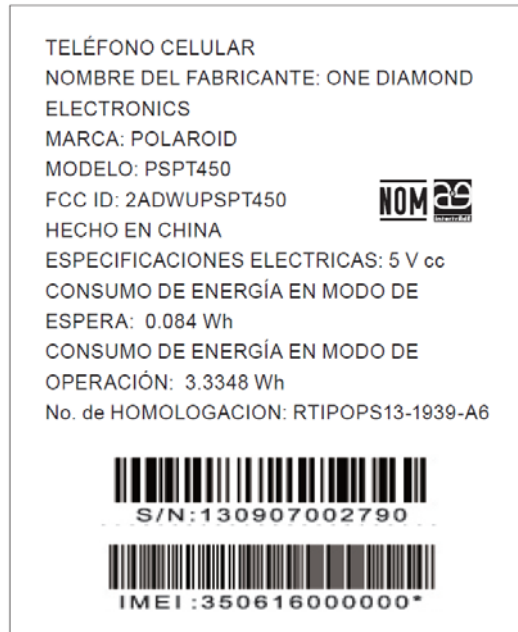 TELÉFONO CELULAR
NOMBRE DEL FABRICANTE: ONE DIAMOND
ELECTRONICS
MARCA: POLAROID
MODELO: PSPT450
FCC ID: 2ADWUPSPT450
NOM
HECHO EN CHINA
ESPECIFICACIONES ELECTRICAS: 5 V cc
CONSUMO DE ENERGÍA EN MODO DE
ESPERA: 0.084 Wh
CONSUMO DE ENERGÍA EN MODO DE
OPERACIÓN: 3.3348 Wh
No. de HOMOLOGACION: RTIPOPS13-1939-A6
S/N:130907002790
IMEI:350616000000*